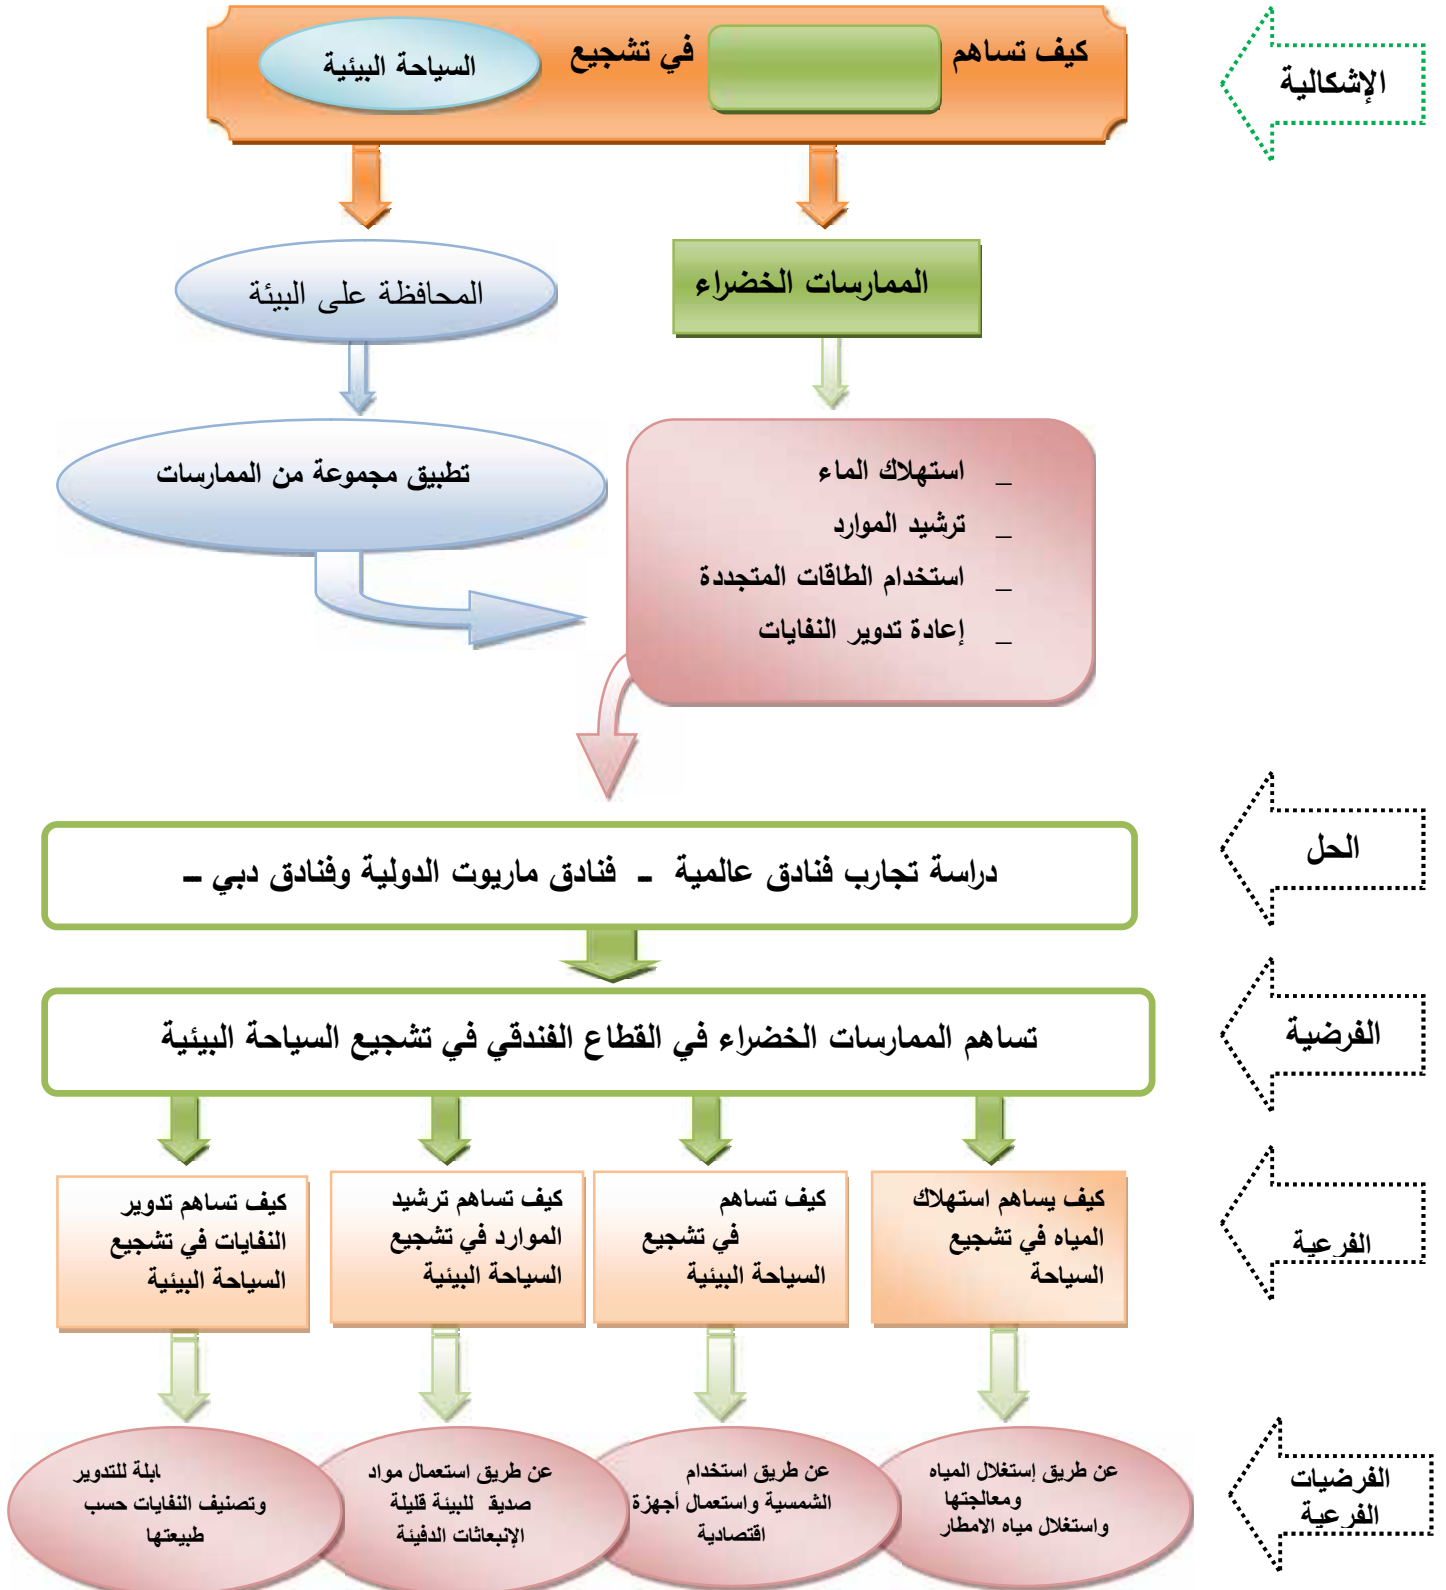 كيف تساهم في تشجيع السياحة البيئية
الإشكالية
الممارسات الخضراء
المحافظة على البيئة
تطبيق مجموعة من الممارسات
_ استهلاك الماء
_ ترشيد الموارد
_ استخدام الطاقات المتجددة
_ إعادة تدوير النفايات
الحل
دراسة تجارب فنادق عالمية - فنادق ماريوت الدولية وفنادق دبي –
الفرضية
تساهم الممارسات الخضراء في القطاع الفندقي في تشجيع السياحة البيئية
الفرعية
كيف يساهم استهلاك
المياه في تشجيع
السياحة
كيف تساهم
في تشجيع
السياحة البيئية
كيف تساهم ترشيد
الموارد في تشجيع
السياحة البيئية
كيف تساهم تدوير
النفايات في تشجيع
السياحة البيئية
الفرضيات
الفرعية
عن طريق إستغلال المياه
ومعالجتها
واستغلال مياه الامطار
عن طريق استخدام
الشمسية واستعمال أجهزة
اقتصادية
عن طريق استعمال مواد
للبيئة قليلة
الإنبعاثات الدفيئة
للتدوير
وتصنيف النفايات حسب
طبيعتها